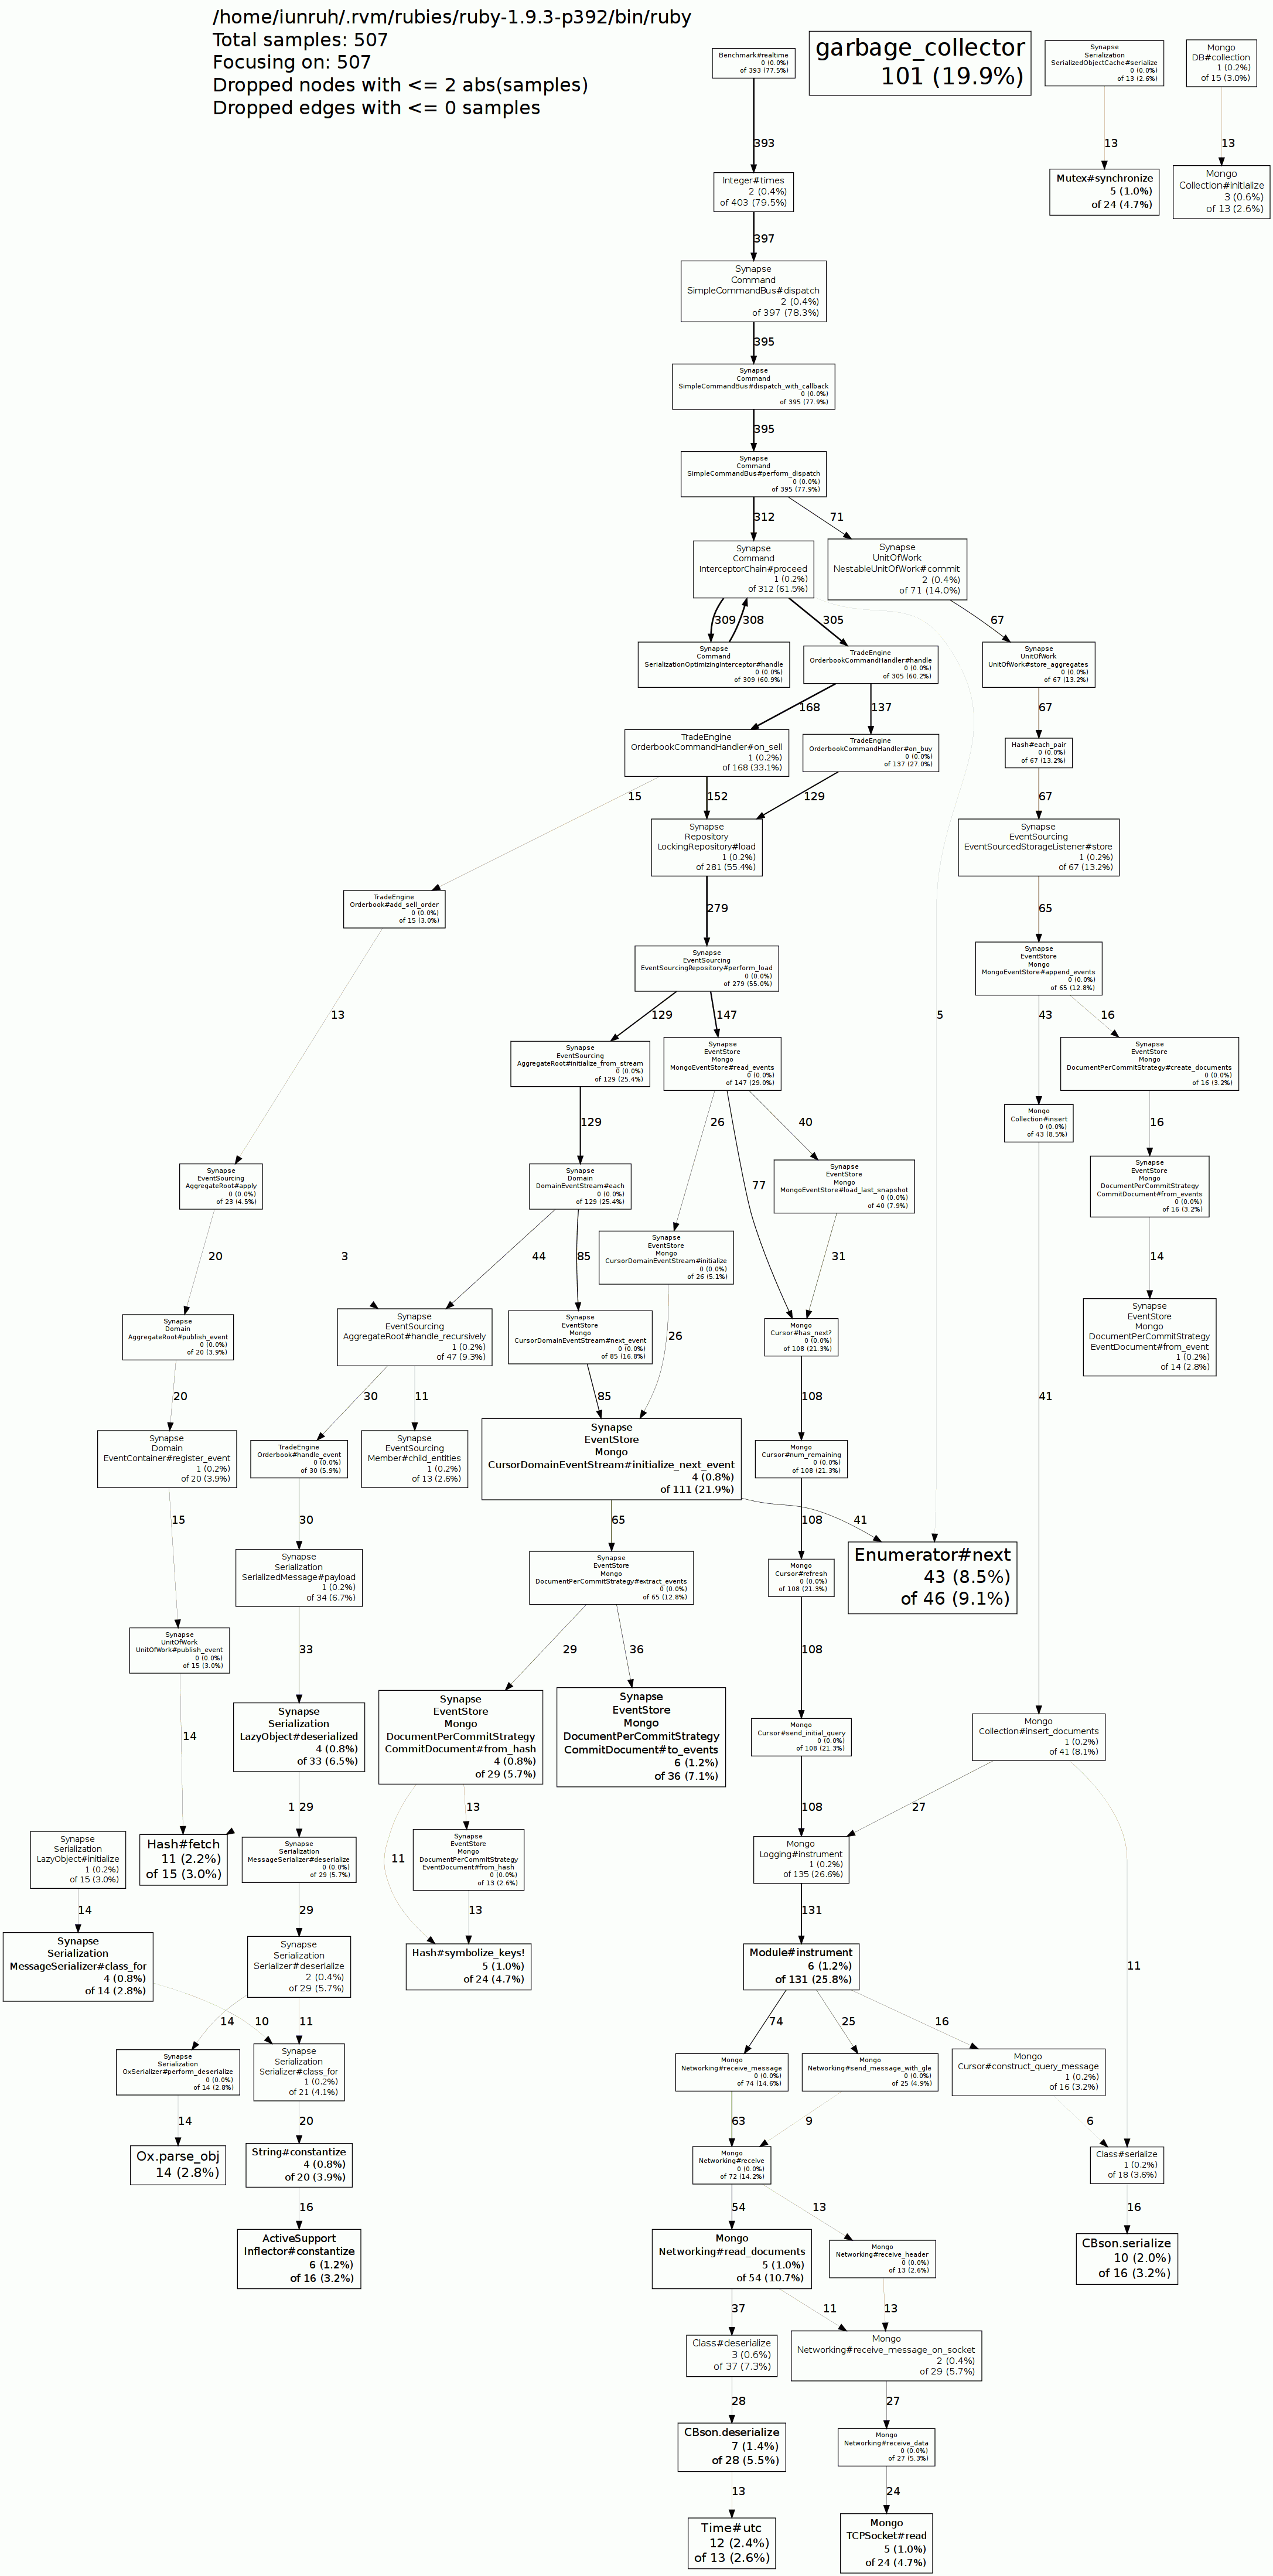 /home/iunruh/.rvm/rubies/ruby-1.9.3-p392/bin/ruby
Total samples: 507
Focusing on: 507
Dropped nodes with <= 2 abs(samples)
Dropped edges with <= 0 samples
Benchmark#realtime
0 (0.0%)
of 393 (77.5%)
garbage_collector
101 (19.9%)
Synapse
Serialization
SerializedObjectCache#serialize
0 (0.0%)
of 13 (2.6%)
Mongo
DB#collection
1 (0.2%)
of 15 (3.0%)
393
13
13
Integer#times
2 (0.4%)
of 403 (79.5%)
Mutex#synchronize
5 (1.0%)
of 24 (4.7%)
Mongo
Collection#initialize
3 (0.6%)
of 13 (2.6%)
397
Synapse
Command
SimpleCommandBus#dispatch
2 (0.4%)
of 397 (78.3%)
395
Synapse
Command
SimpleCommandBus#dispatch_with_callback
0 (0.0%)
of 395 (77.9%)
395
Synapse
Command
SimpleCommandBus#perform_dispatch
0 (0.0%)
of 395 (77.9%)
312
71
Synapse
Command
InterceptorChain#proceed
1 (0.2%)
of 312 (61.5%)
Synapse
UnitOfWork
NestableUnitOfWork#commit
2 (0.4%)
of 71 (14.0%)
309
308
305
67
Synapse
Command
SerializationOptimizingInterceptor#handle
0 (0.0%)
of 309 (60.9%)
TradeEngine
OrderbookCommandHandler#handle
0 (0.0%)
of 305 (60.2%)
Synapse
UnitOfWork
UnitOfWork#store_aggregates
0 (0.0%)
of 67 (13.2%)
168
137
67
TradeEngine
OrderbookCommandHandler#on_sell
1 (0.2%)
of 168 (33.1%)
TradeEngine
OrderbookCommandHandler#on_buy
0 (0.0%)
of 137 (27.0%)
Hash#each_pair
0 (0.0%)
of 67 (13.2%)
15
152
129
67
Synapse
Repository
LockingRepository#load
1 (0.2%)
of 281 (55.4%)
Synapse
EventSourcing
EventSourcedStorageListener#store
1 (0.2%)
of 67 (13.2%)
TradeEngine
Orderbook#add_sell_order
0 (0.0%)
of 15 (3.0%)
279
65
Synapse
EventSourcing
EventSourcingRepository#perform_load
0 (0.0%)
of 279 (55.0%)
Synapse
EventStore
Mongo
MongoEventStore#append_events
0 (0.0%)
of 65 (12.8%)
13
129
147
5
43
16
Synapse
EventSourcing
AggregateRoot#initialize_from_stream
0 (0.0%)
of 129 (25.4%)
Synapse
EventStore
Mongo
MongoEventStore#read_events
0 (0.0%)
of 147 (29.0%)
Synapse
EventStore
Mongo
DocumentPerCommitStrategy#create_documents
0 (0.0%)
of 16 (3.2%)
129
26
40
Mongo
Collection#insert
0 (0.0%)
of 43 (8.5%)
16
Synapse
EventSourcing
AggregateRoot#apply
0 (0.0%)
of 23 (4.5%)
Synapse
Domain
DomainEventStream#each
0 (0.0%)
of 129 (25.4%)
77
Synapse
EventStore
Mongo
MongoEventStore#load_last_snapshot
0 (0.0%)
of 40 (7.9%)
Synapse
EventStore
Mongo
DocumentPerCommitStrategy
CommitDocument#from_events
0 (0.0%)
of 16 (3.2%)
20
3
44
85
Synapse
EventStore
Mongo
CursorDomainEventStream#initialize
0 (0.0%)
of 26 (5.1%)
31
14
Synapse
Domain
AggregateRoot#publish_event
0 (0.0%)
of 20 (3.9%)
Synapse
EventSourcing
AggregateRoot#handle_recursively
1 (0.2%)
of 47 (9.3%)
Synapse
EventStore
Mongo
CursorDomainEventStream#next_event
0 (0.0%)
of 85 (16.8%)
26
Mongo
Cursor#has_next?
0 (0.0%)
of 108 (21.3%)
Synapse
EventStore
Mongo
DocumentPerCommitStrategy
EventDocument#from_event
1 (0.2%)
of 14 (2.8%)
20
30
11
85
108
41
Synapse
Domain
EventContainer#register_event
1 (0.2%)
of 20 (3.9%)
TradeEngine
Orderbook#handle_event
0 (0.0%)
of 30 (5.9%)
Synapse
EventSourcing
Member#child_entities
1 (0.2%)
of 13 (2.6%)
Synapse
EventStore
Mongo
CursorDomainEventStream#initialize_next_event
4 (0.8%)
of 111 (21.9%)
Mongo
Cursor#num_remaining
0 (0.0%)
of 108 (21.3%)
15
30
65
108
41
Synapse
Serialization
SerializedMessage#payload
1 (0.2%)
of 34 (6.7%)
Synapse
EventStore
Mongo
DocumentPerCommitStrategy#extract_events
0 (0.0%)
of 65 (12.8%)
Mongo
Cursor#refresh
0 (0.0%)
of 108 (21.3%)
Enumerator#next
43 (8.5%)
of 46 (9.1%)
Synapse
UnitOfWork
UnitOfWork#publish_event
0 (0.0%)
of 15 (3.0%)
33
29
36
108
14
Synapse
Serialization
LazyObject#deserialized
4 (0.8%)
of 33 (6.5%)
Synapse
EventStore
Mongo
DocumentPerCommitStrategy
CommitDocument#from_hash
4 (0.8%)
of 29 (5.7%)
Synapse
EventStore
Mongo
DocumentPerCommitStrategy
CommitDocument#to_events
6 (1.2%)
of 36 (7.1%)
Mongo
Cursor#send_initial_query
0 (0.0%)
of 108 (21.3%)
Mongo
Collection#insert_documents
1 (0.2%)
of 41 (8.1%)
1
29
13
108
27
Synapse
Serialization
LazyObject#initialize
1 (0.2%)
of 15 (3.0%)
Hash#fetch
11 (2.2%)
of 15 (3.0%)
Synapse
Serialization
MessageSerializer#deserialize
0 (0.0%)
of 29 (5.7%)
11
Synapse
EventStore
Mongo
DocumentPerCommitStrategy
EventDocument#from_hash
0 (0.0%)
of 13 (2.6%)
Mongo
Logging#instrument
1 (0.2%)
of 135 (26.6%)
14
29
13
131
Synapse
Serialization
MessageSerializer#class_for
4 (0.8%)
of 14 (2.8%)
Synapse
Serialization
Serializer#deserialize
2 (0.4%)
of 29 (5.7%)
Hash#symbolize_keys!
5 (1.0%)
of 24 (4.7%)
Module#instrument
6 (1.2%)
of 131 (25.8%)
11
14
10
11
74
25
16
Synapse
Serialization
OxSerializer#perform_deserialize
0 (0.0%)
of 14 (2.8%)
Synapse
Serialization
Serializer#class_for
1 (0.2%)
of 21 (4.1%)
Mongo
Networking#receive_message
0 (0.0%)
of 74 (14.6%)
Mongo
Networking#send_message_with_gle
0 (0.0%)
of 25 (4.9%)
Mongo
Cursor#construct_query_message
1 (0.2%)
of 16 (3.2%)
14
20
63
9
6
Ox.parse_obj
14 (2.8%)
String#constantize
4 (0.8%)
of 20 (3.9%)
Mongo
Networking#receive
0 (0.0%)
of 72 (14.2%)
Class#serialize
1 (0.2%)
of 18 (3.6%)
16
54
13
16
ActiveSupport
Inflector#constantize
6 (1.2%)
of 16 (3.2%)
Mongo
Networking#read_documents
5 (1.0%)
of 54 (10.7%)
Mongo
Networking#receive_header
0 (0.0%)
of 13 (2.6%)
CBson.serialize
10 (2.0%)
of 16 (3.2%)
37
11
13
Class#deserialize
3 (0.6%)
of 37 (7.3%)
Mongo
Networking#receive_message_on_socket
2 (0.4%)
of 29 (5.7%)
28
27
CBson.deserialize
7 (1.4%)
of 28 (5.5%)
Mongo
Networking#receive_data
0 (0.0%)
of 27 (5.3%)
13
24
Time#utc
12 (2.4%)
of 13 (2.6%)
Mongo
TCPSocket#read
5 (1.0%)
of 24 (4.7%)